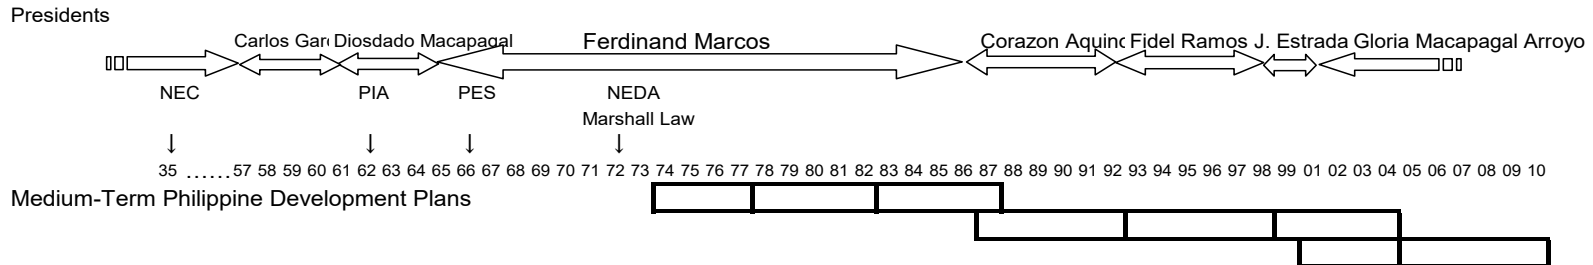 Presidents
Carlos Gar Diosdado Macapagal Ferdinand Marcos Corazon Aquino Fidel Ramos J. Estrada Gloria Macapagal Arroyo
NEC PIA PES NEDA
Marshall Law
↓ ↓ ↓ ↓
35 ......57 58 59 60 61 62 63 64 65 66 67 68 69 70 71 72 73 74 75 76 77 78 79 80 81 82 83 84 85 86 87 88 89 90 91 92 93 94 95 96 97 98 99 01 02 03 04 05 06 07 08 09 10
Medium-Term Philippine Development Plans